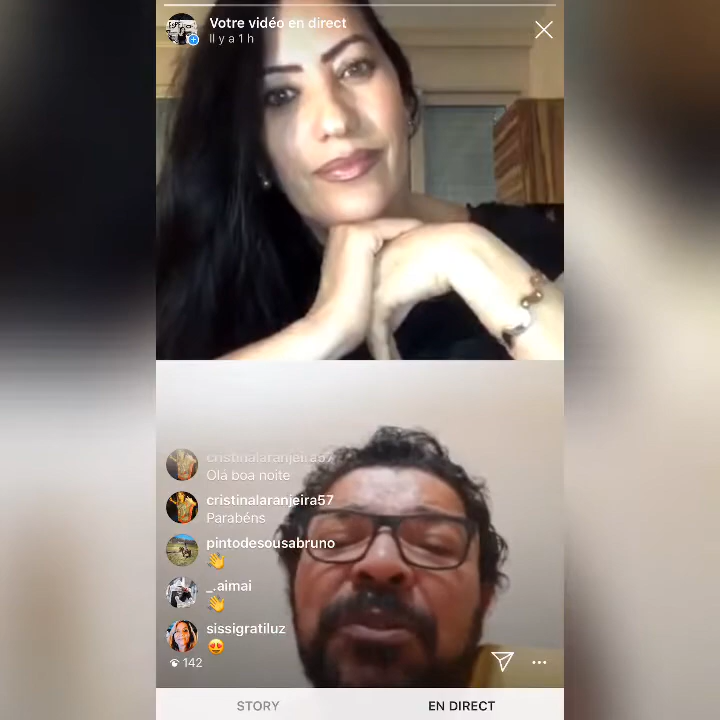 Votre vidéo en direct
Il y a 1 h
cristinalaranjeira57
Olá boa noite
cristinalaranjeira57
Parabéns
pintodesousabruno
👋
_.aimai
👋
sissigratiluz
😍
142
STORY
EN DIRECT